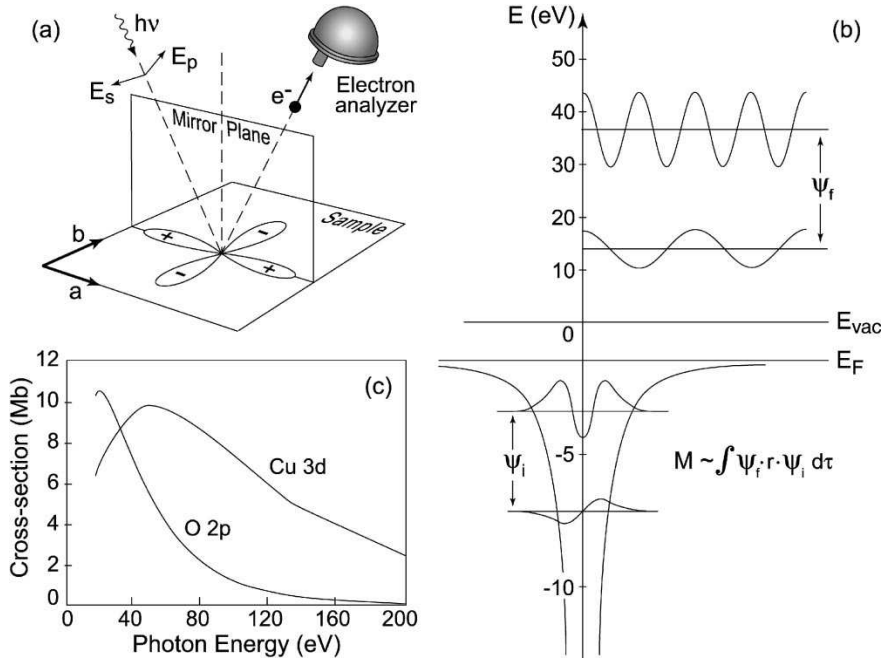 (a)
hν
E_p
E_s
e⁻
Electron
analyzer
Mirror Plane
Sample
b
a
+
-
-
+
E (eV)
(b)
50
40
30
20
10
0
-5
-10
Ψ_f
E_vac
E_F
Ψ_i
M ~ ∫ Ψ_f · r · Ψ_i dτ
(c)
Cross-section (Mb)
12
10
8
6
4
2
0
Cu 3d
O 2p
0 40 80 120 160 200
Photon Energy (eV)